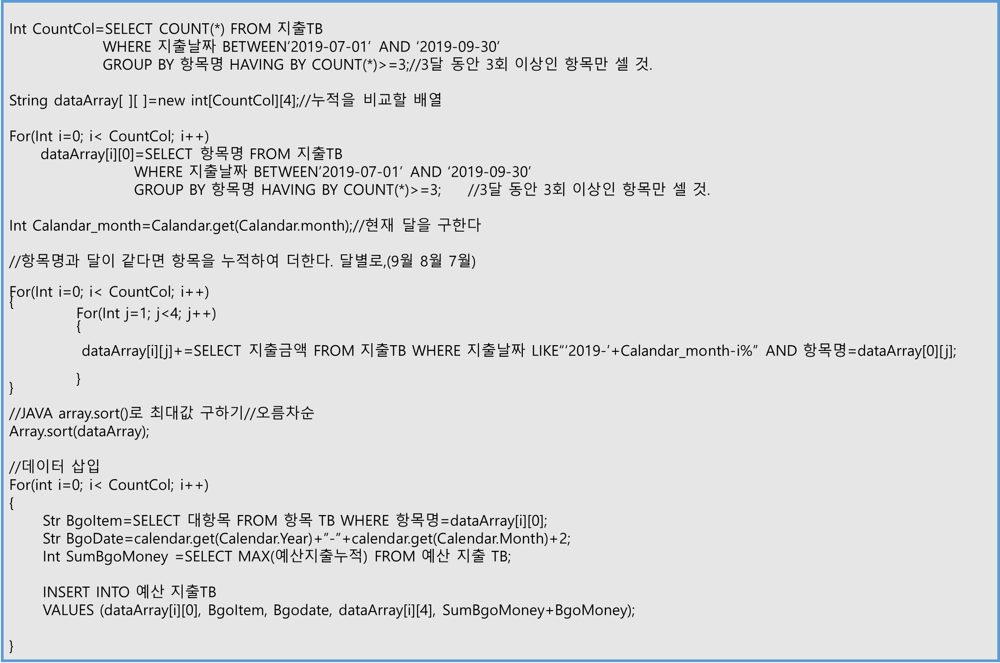 Int CountCol=SELECT COUNT(*) FROM 지출TB
WHERE 지출날짜 BETWEEN’2019-07-01’ AND ‘2019-09-30’
GROUP BY 항목명 HAVING BY COUNT(*)>=3;//3달 동안 3회 이상인 항목만 셀 것.
String dataArray[ ][ ]=new int[CountCol][4];//누적을 비교할 배열
For(Int i=0; i< CountCol; i++)
dataArray[i][0]=SELECT 항목명 FROM 지출TB
WHERE 지출날짜 BETWEEN’2019-07-01’ AND ‘2019-09-30’
GROUP BY 항목명 HAVING BY COUNT(*)>=3; //3달 동안 3회 이상인 항목만 셀 것.
Int Calandar_month=Calandar.get(Calandar.month);//현재 달을 구한다
//항목명과 달이 같다면 항목을 누적하여 더한다. 달별로,(9월 8월 7월)
For(Int i=0; i< CountCol; i++)
{
For(Int j=1; j<4; j++)
{
dataArray[i][j]+=SELECT 지출금액 FROM 지출TB WHERE 지출날짜 LIKE“‘2019-’+Calandar_month-i%” AND 항목명=dataArray[0][j];
}
}
//JAVA array.sort()로 최대값 구하기//오름차순
Array.sort(dataArray);
//데이터 삽입
For(int i=0; i< CountCol; i++)
{
Str BgoItem=SELECT 대항목 FROM 항목 TB WHERE 항목명=dataArray[i][0];
Str BgoDate=calendar.get(Calendar.Year)+”-”+calendar.get(Calendar.Month)+2;
Int SumBgoMoney =SELECT MAX(예산지출누적) FROM 예산 지출 TB;
INSERT INTO 예산 지출TB
VALUES (dataArray[i][0], BgoItem, Bgodate, dataArray[i][4], SumBgoMoney+BgoMoney);
}